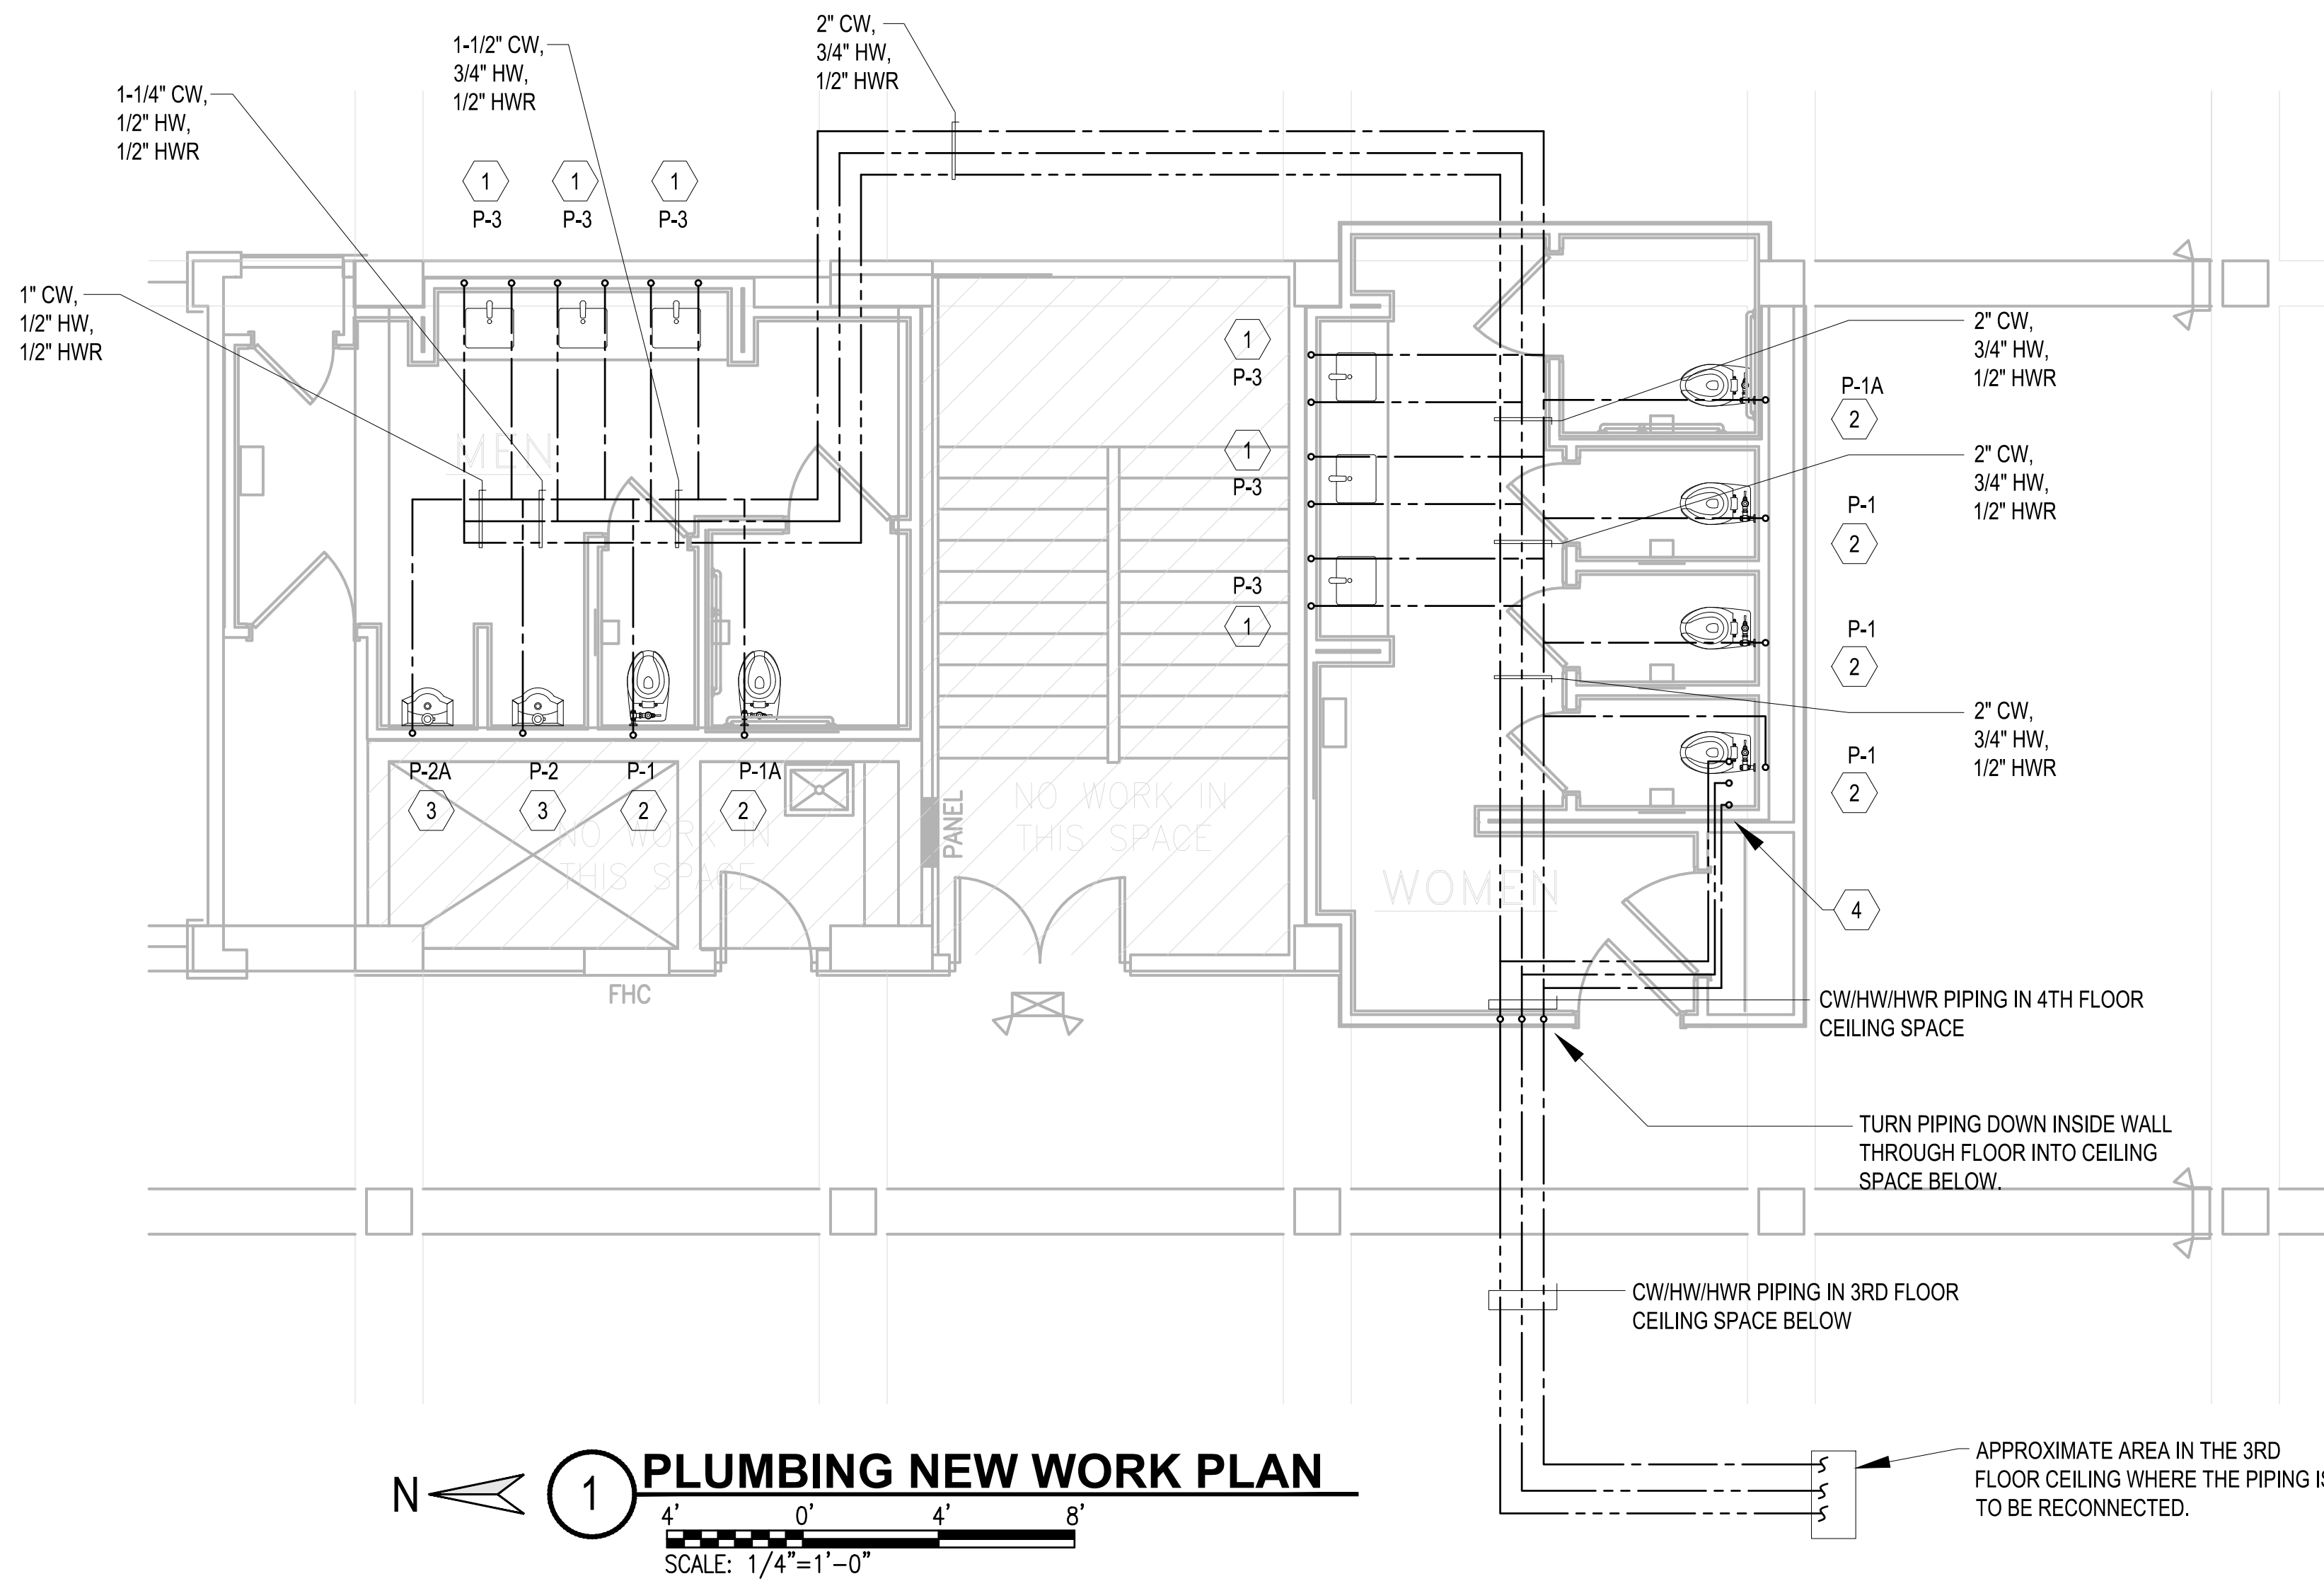 2" CW,
3/4" HW,
1/2" HWR
1-1/2" CW,
3/4" HW,
1/2" HWR
1-1/4" CW,
1/2" HW,
1/2" HWR
1" CW,
1/2" HW,
1/2" HWR
1
P-3
1
P-3
1
P-3
MEN
1
P-3
1
P-3
P-3
1
2" CW,
3/4" HW,
1/2" HWR
P-1A
2
2" CW,
3/4" HW,
1/2" HWR
P-1
2
P-1
2
2" CW,
3/4" HW,
1/2" HWR
P-1
2
P-2A
3
P-2
3
P-1
2
P-1A
2
NO WORK IN
THIS SPACE
PANEL
NO WORK IN
THIS SPACE
WOMEN
4
FHC
CW/HW/HWR PIPING IN 4TH FLOOR
CEILING SPACE
TURN PIPING DOWN INSIDE WALL
THROUGH FLOOR INTO CEILING
SPACE BELOW.
CW/HW/HWR PIPING IN 3RD FLOOR
CEILING SPACE BELOW
APPROXIMATE AREA IN THE 3RD
FLOOR CEILING WHERE THE PIPING IS
TO BE RECONNECTED.
N
1
PLUMBING NEW WORK PLAN
4' 0' 4' 8'
SCALE: 1/4"=1'-0"